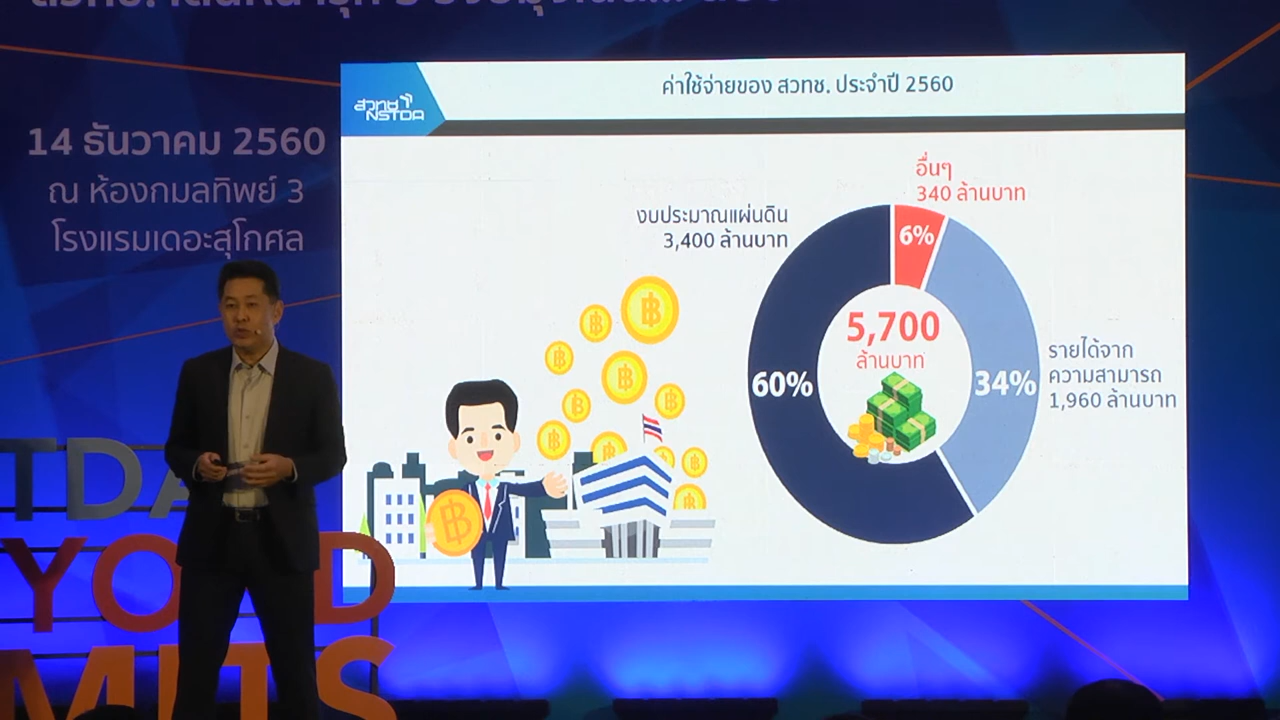 14 ธันวาคม 2560
ณ ห้องกมลทิพย์ 3
โรงแรมเดอะสุโกศล
สวทช
NSTDA
ค่าใช้จ่ายของ สวทช. ประจำปี 2560
อื่นๆ
340 ล้านบาท
งบประมาณแผ่นดิน
3,400 ล้านบาท
6%
5,700
ล้านบาท
60%
34%
รายได้จาก
ความสามารถ
1,960 ล้านบาท